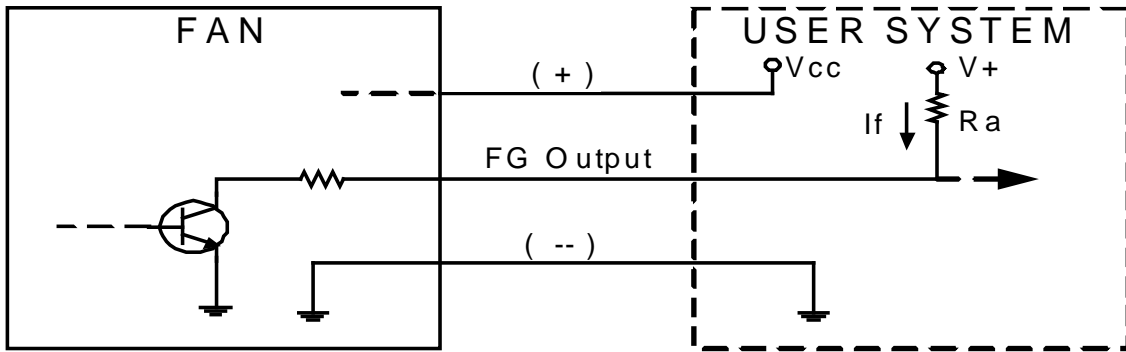 FAN
USER SYSTEM
( + )
Vcc
V+
If
Ra
FG Output
( -- )